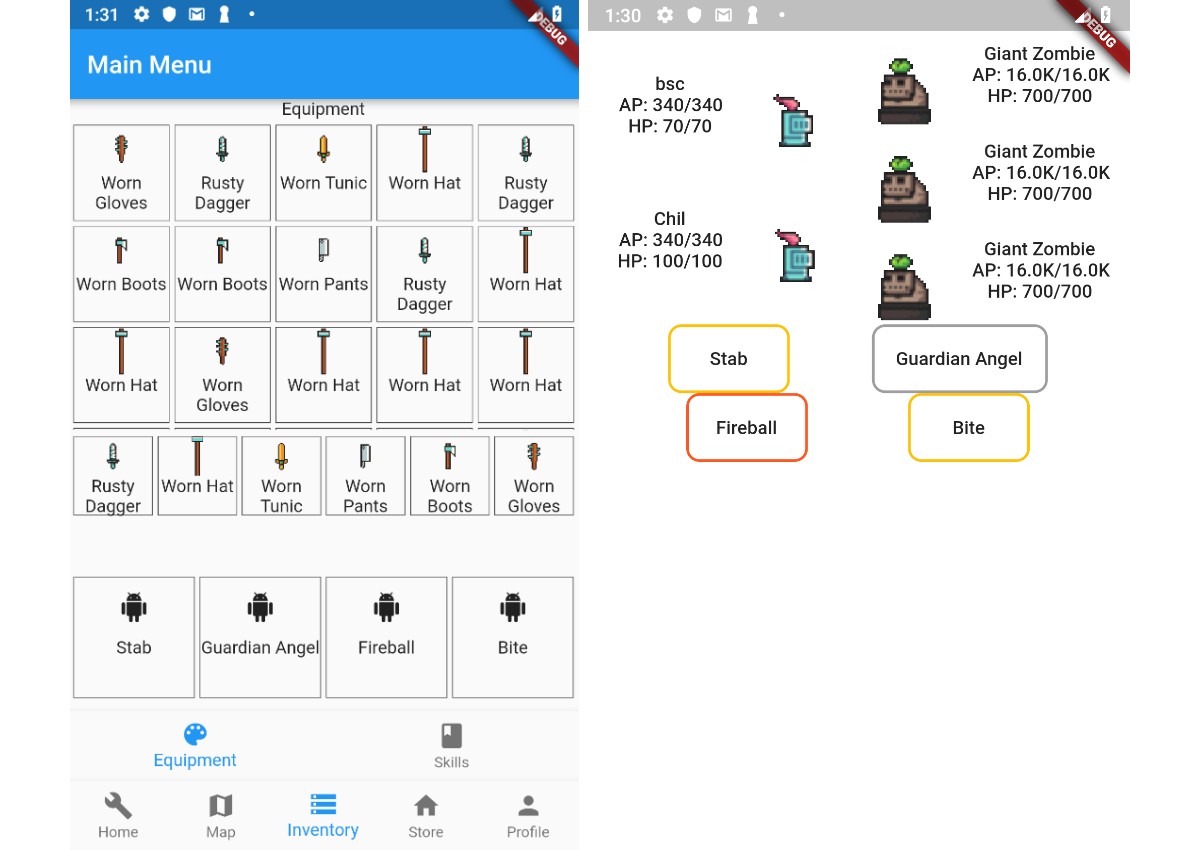 1:31
DEBUG
Main Menu
Equipment
Worn
Gloves
Rusty
Dagger
Worn Tunic
Worn Hat
Rusty
Dagger
Worn Boots
Worn Boots
Worn Pants
Rusty
Dagger
Worn Hat
Worn Hat
Worn
Gloves
Worn Hat
Worn Hat
Worn Hat
Rusty
Dagger
Worn Hat
Worn
Tunic
Worn
Pants
Worn
Boots
Worn
Gloves
Stab
Guardian Angel
Fireball
Bite
Equipment
Skills
Home
Map
Inventory
Store
Profile
1:30
DEBUG
bsc
AP: 340/340
HP: 70/70
Chil
AP: 340/340
HP: 100/100
Giant Zombie
AP: 16.0K/16.0K
HP: 700/700
Giant Zombie
AP: 16.0K/16.0K
HP: 700/700
Giant Zombie
AP: 16.0K/16.0K
HP: 700/700
Stab
Guardian Angel
Fireball
Bite